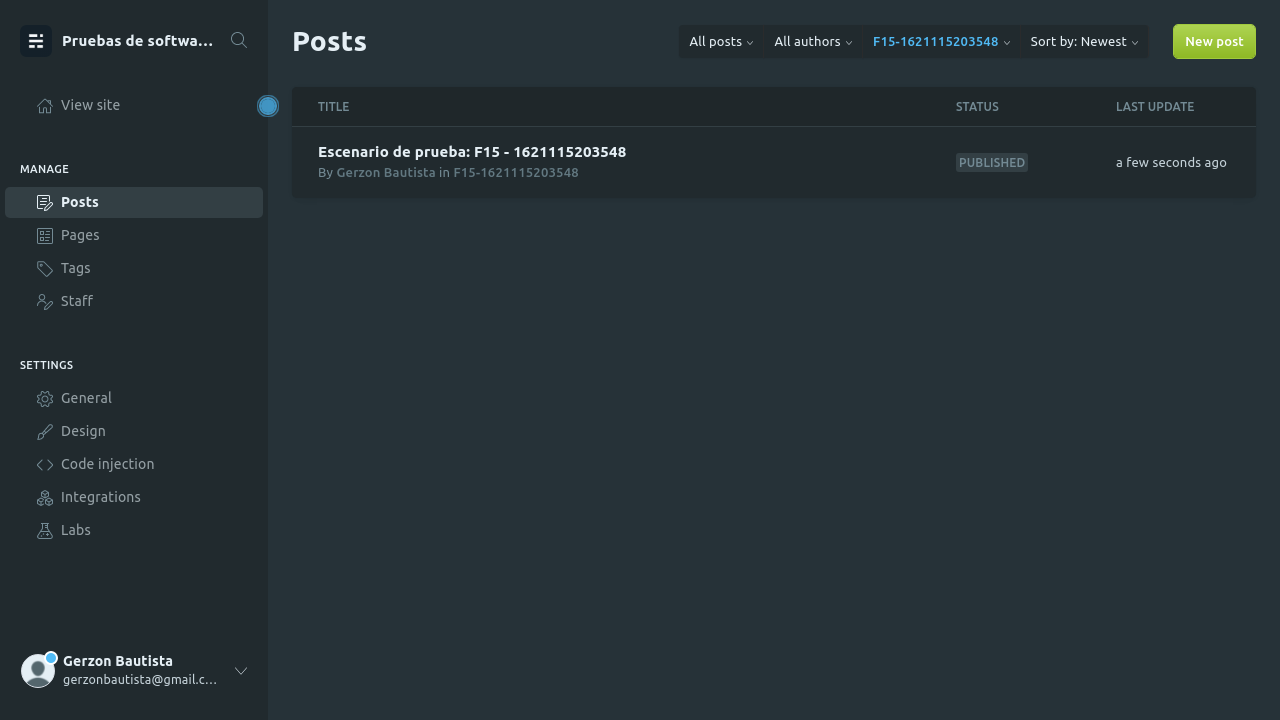 Pruebas de softwa...
View site
MANAGE
Posts
Pages
Tags
Staff
SETTINGS
General
Design
Code injection
Integrations
Labs
Gerzon Bautista
gerzonbautista@gmail.c...
Posts
All posts
All authors
F15-1621115203548
Sort by: Newest
New post
TITLE
STATUS
LAST UPDATE
Escenario de prueba: F15 - 1621115203548
By Gerzon Bautista in F15-1621115203548
PUBLISHED
a few seconds ago